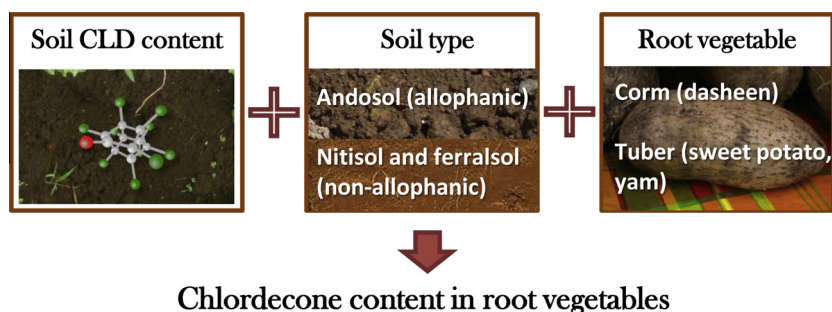 Soil CLD content
Soil type
Andosol (allophanic)
Nitisol and ferralsol
(non-allophanic)
Root vegetable
Corm (dasheen)
Tuber (sweet potato,
yam)
Chlordecone content in root vegetables